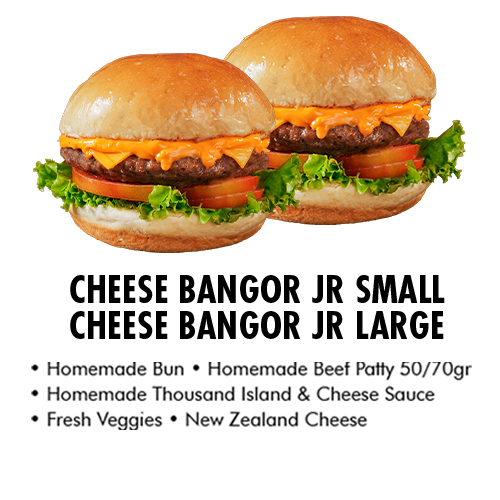 CHEESE BANGOR JR SMALL
CHEESE BANGOR JR LARGE
• Homemade Bun • Homemade Beef Patty 50/70gr
• Homemade Thousand Island & Cheese Sauce
• Fresh Veggies • New Zealand Cheese